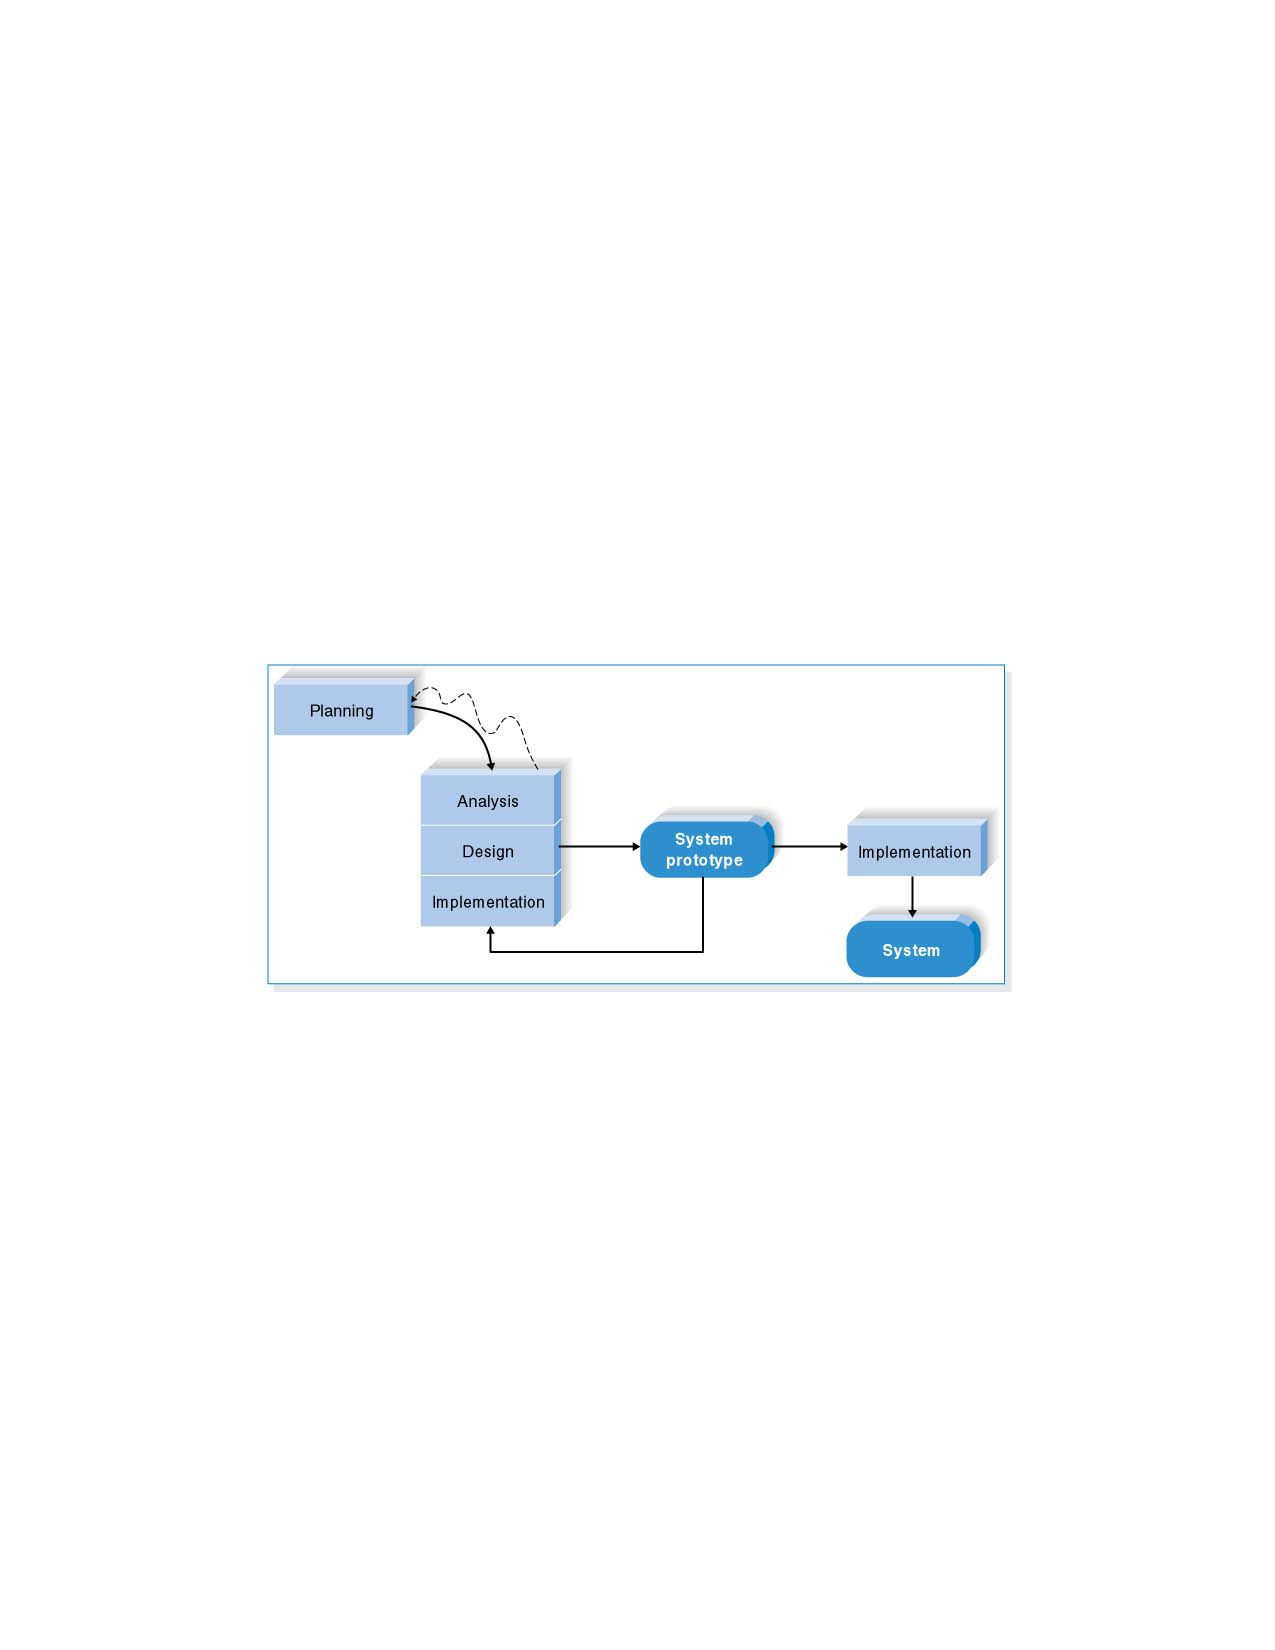 Planning
Analysis
Design
Implementation
System
prototype
Implementation
System